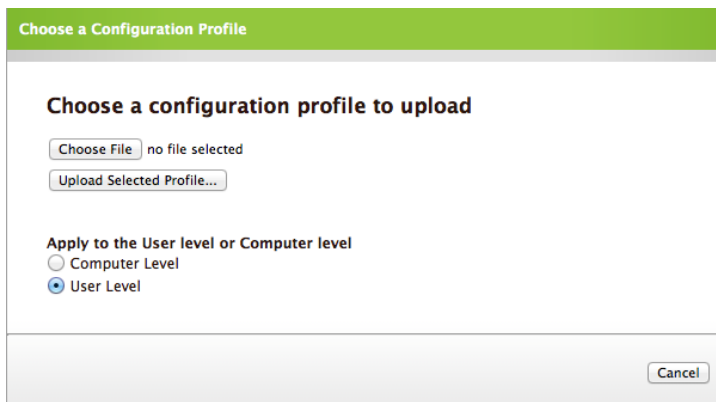 Choose a Configuration Profile
Choose a configuration profile to upload
Choose File no file selected
Upload Selected Profile...
Apply to the User level or Computer level
Computer Level
User Level
Cancel